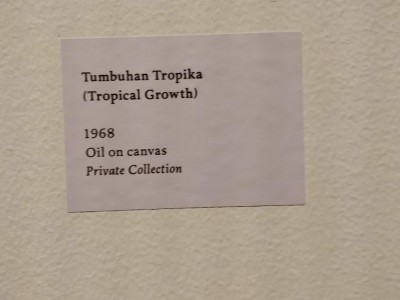 Tumbuhan Tropika
(Tropical Growth)
1968
Oil on canvas
Private Collection